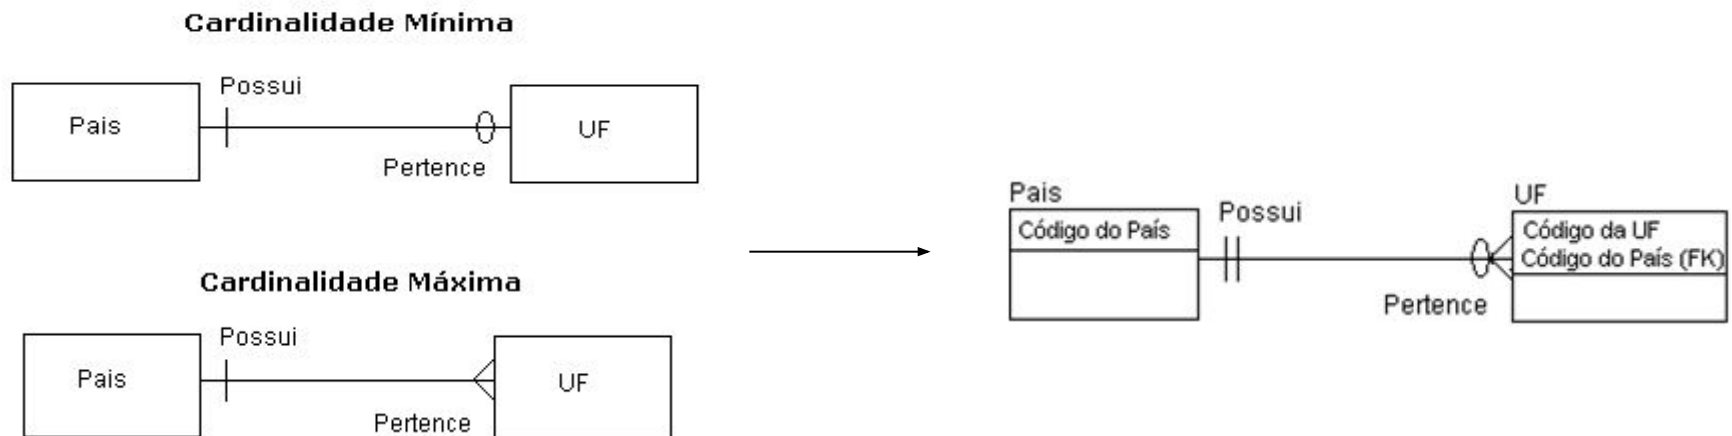 Cardinalidade Mínima
Possui
Pais
UF
Pertence
Cardinalidade Máxima
Possui
Pais
UF
Pertence
Pais
Código do País
Possui
UF
Código da UF
Código do País (FK)
Pertence